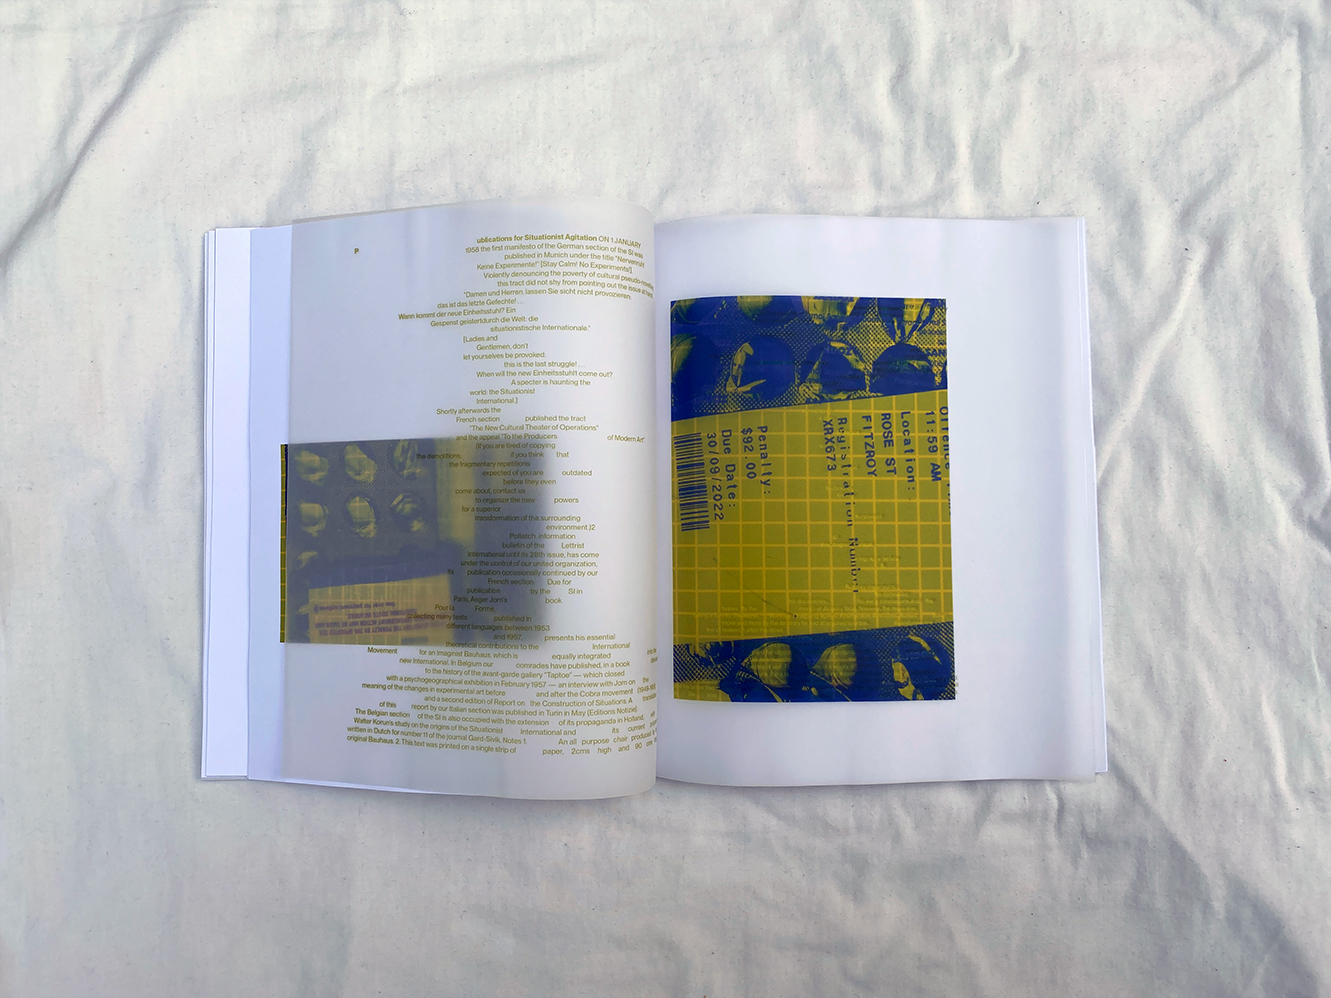 P
ublications for Situationist Agitation ON 1 JANUARY
1958 the first manifesto of the German section of the SI was
published in Munich under the title "Nervenruh!
Keine Experimente!" [Stay Calm! No Experiments!]
Violently denouncing the poverty of cultural pseudo-
this tract did not shy from pointing out the issue at hand:
"Damen und Herren, lassen Sie sicht nicht provozieren:
das ist das letzte Gefechte! ...
Wann kommt der neue Einheitsstuhl? Ein
Gespenst geistertdurch die Welt: die
situationistische Internationale."
[Ladies and
Gentlemen, don't
let yourselves be provoked:
this is the last struggle! ...
When will the new Einheitsstuhl1 come out?
A specter is haunting the
world: the Situationist
International.]
Shortly afterwards the
French section published the tract
"The New Cultural Theater of Operations"
and the appeal "To the Producers of Modern Art"
(If you are tired of copying
the demolitions, if you think that
the fragmentary repetitions
expected of you are outdated
before they even
come about, contact us
to organize the new powers
for a superior
transformation of the surrounding
environment.)2
Potlatch, information
bulletin of the Lettrist
International until its 28th issue, has come
under the control of our united organization,
its publication occasionally continued by our
French section. Due for
publication by the SI in
Paris, Asger Jorn's book
Pour la Forme,
collecting many texts published in
different languages between 1953
and 1957, presents his essential
theoretical contributions to the International
Movement for an Imaginist Bauhaus, which is equally integrated into the
new International. In Belgium our comrades have published, in a book
to the history of the avant-garde gallery "Taptoe" — which closed
with a psychogeographical exhibition in February 1957 — an interview with Jorn on the
meaning of the changes in experimental art before and after the Cobra movement
and a second edition of Report on the Construction of Situations. A
of this report by our Italian section was published in Turin in May (Editions Notizie).
The Belgian section of the SI is also occupied with the extension of its propaganda in Holland,
Walter Korun's study on the origins of the Situationist International and its current
written in Dutch for number 11 of the journal Gard-Sivik. Notes 1. An all purpose chair produced
original Bauhaus. 2. This text was printed on a single strip of paper, 2cms high and 90 cms
11:59 AM
Location:
ROSE ST
FITZROY
Registration Number
XRX673
Penalty:
$92.00
Due Date:
30/09/2022